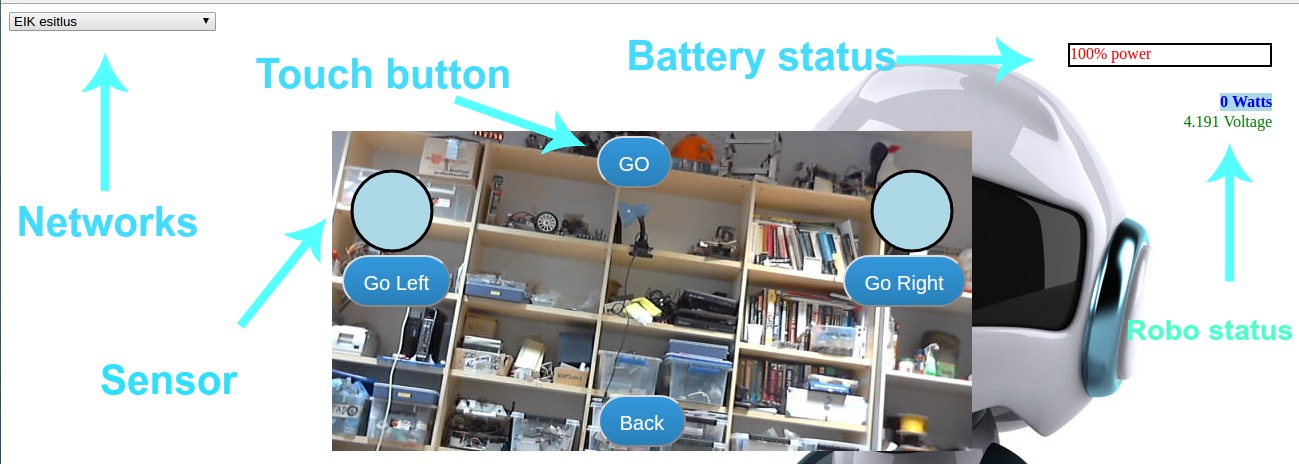 EIK esitlus
Battery status
100% power
Touch button
0 Watts
4.191 Voltage
GO
Networks
Go Left
Go Right
Robo status
Sensor
Back